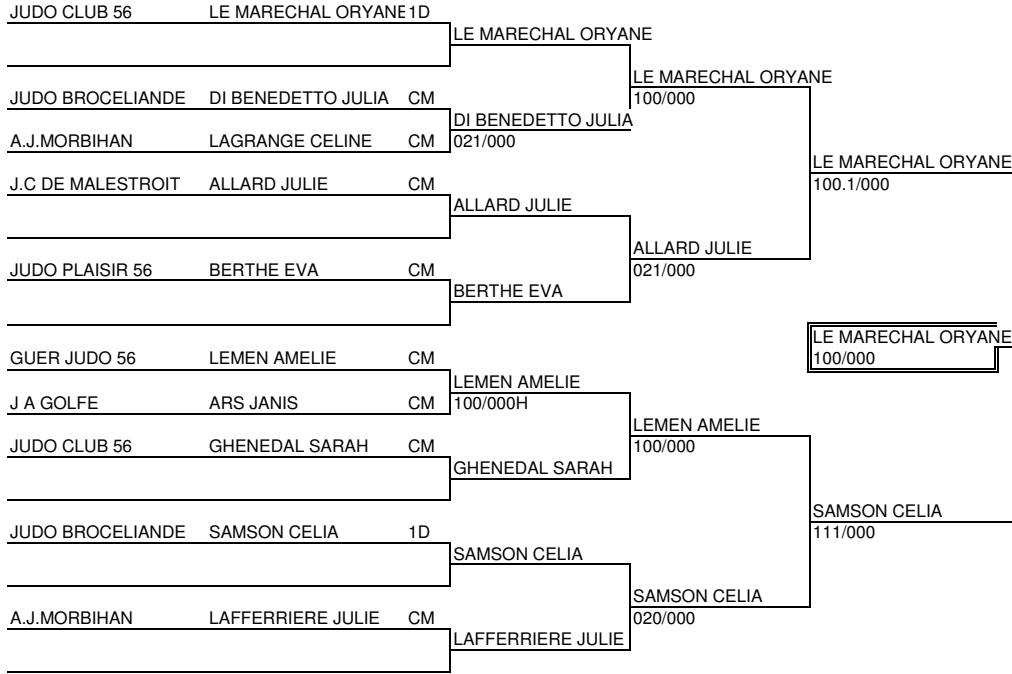 JUDO CLUB 56 LE MARECHAL ORYANE 1D
LE MARECHAL ORYANE
LE MARECHAL ORYANE
JUDO BROCELIANDE DI BENEDETTO JULIA CM
100/000
DI BENEDETTO JULIA
A.J.MORBIHAN LAGRANGE CELINE CM
021/000
LE MARECHAL ORYANE
J.C DE MALESTROIT ALLARD JULIE CM
100.1/000
ALLARD JULIE
ALLARD JULIE
JUDO PLAISIR 56 BERTHE EVA CM
021/000
BERTHE EVA
LE MARECHAL ORYANE
GUER JUDO 56 LEMEN AMELIE CM
100/000
LEMEN AMELIE
J A GOLFE ARS JANIS CM
100/000H
LEMEN AMELIE
JUDO CLUB 56 GHENEDAL SARAH CM
100/000
GHENEDAL SARAH
SAMSON CELIA
JUDO BROCELIANDE SAMSON CELIA 1D
111/000
SAMSON CELIA
SAMSON CELIA
A.J.MORBIHAN LAFFERRIERE JULIE CM
020/000
LAFFERRIERE JULIE